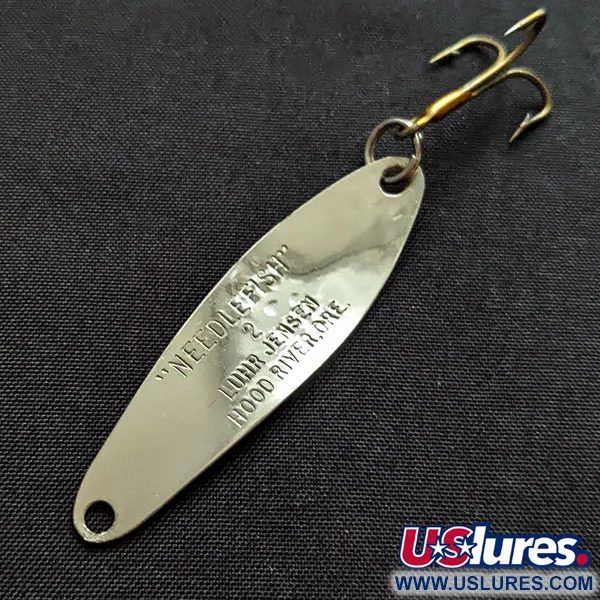 "NEEDLEFISH"
2
LUHR JENSEN
HOOD RIVER,ORE.
USlures.
WWW.USLURES.COM